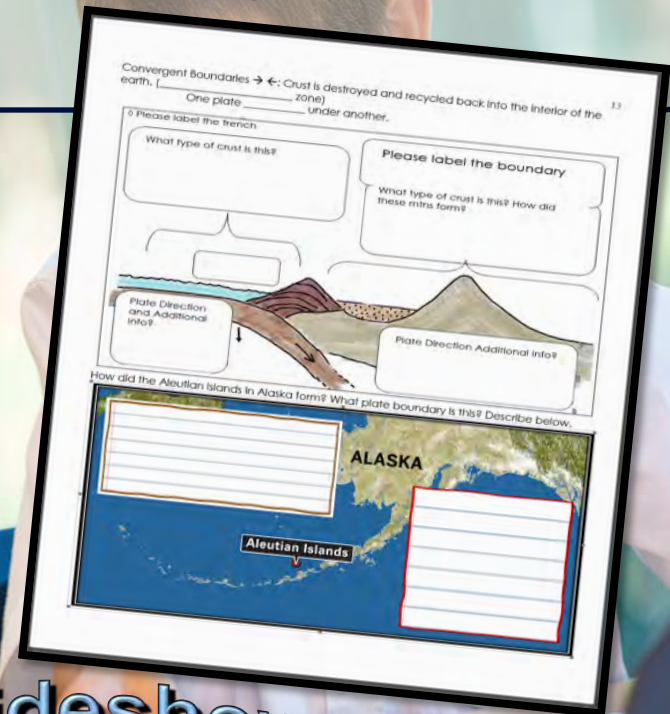 Convergent Boundaries → ←: Crust is destroyed and recycled back into the interior of the
13
earth. (____________ zone)
One plate ________ under another.
◊ Please label the trench
What type of crust is this?
Please label the boundary
What type of crust is this? How did
these mtns form?
Plate Direction
and Additional
info?
Plate Direction Additional info?
How did the Aleutian Islands in Alaska form? What plate boundary is this? Describe below.
ALASKA
Aleutian Islands